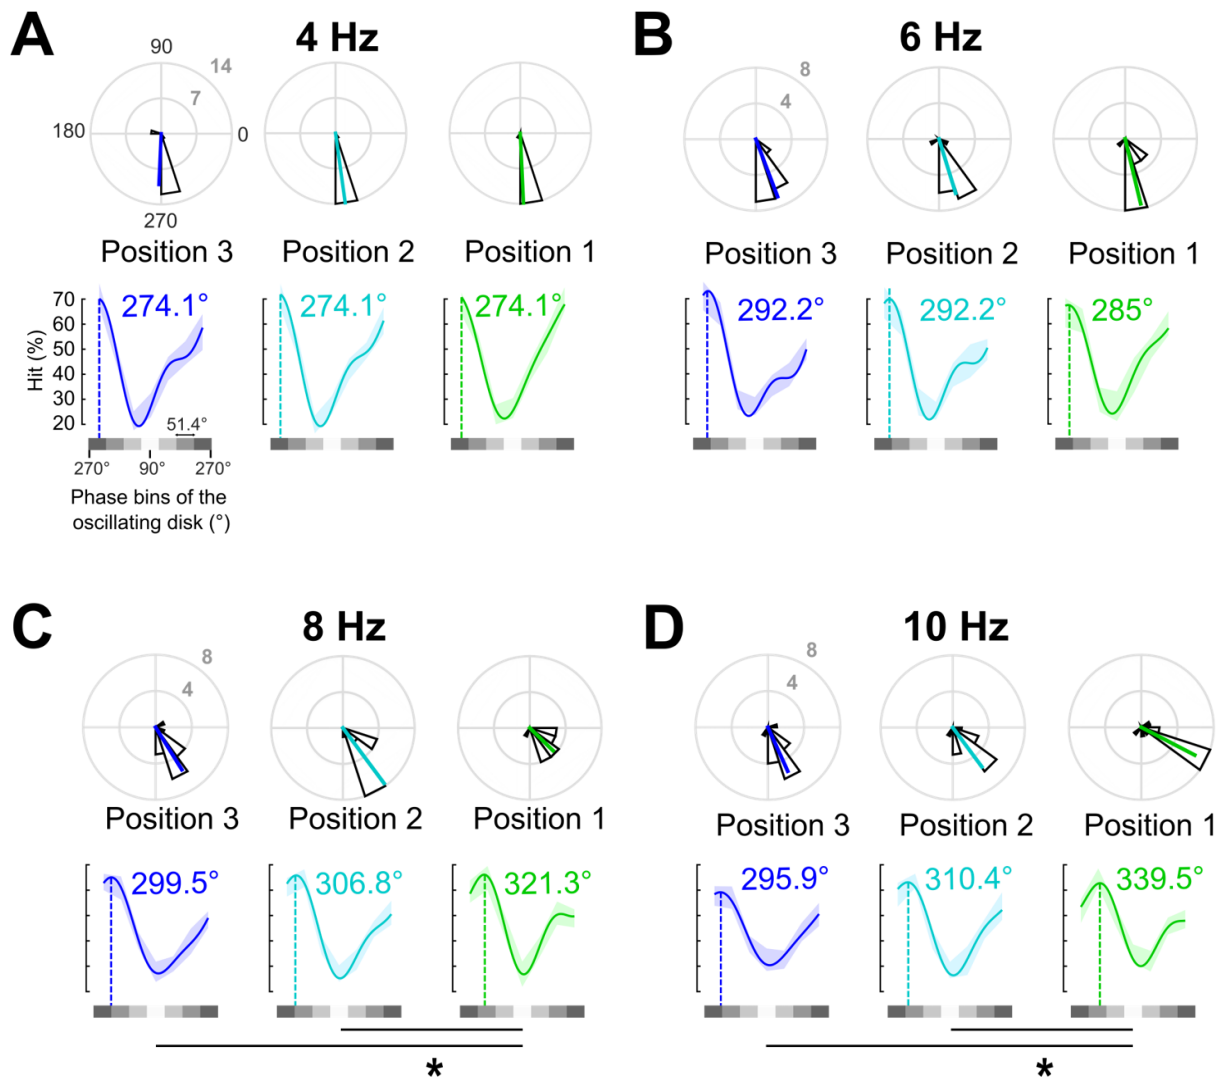 A
4 Hz
90
14
7
180
0
270
Position 3
Position 2
Position 1
70
60
50
40
30
20
Hit (%)
274.1°
274.1°
274.1°
51.4°
270°
90°
270°
Phase bins of the
oscillating disk (°)
B
6 Hz
8
4
Position 3
Position 2
Position 1
292.2°
292.2°
285°
C
8 Hz
8
4
Position 3
Position 2
Position 1
299.5°
306.8°
321.3°
*
D
10 Hz
8
4
Position 3
Position 2
Position 1
295.9°
310.4°
339.5°
*